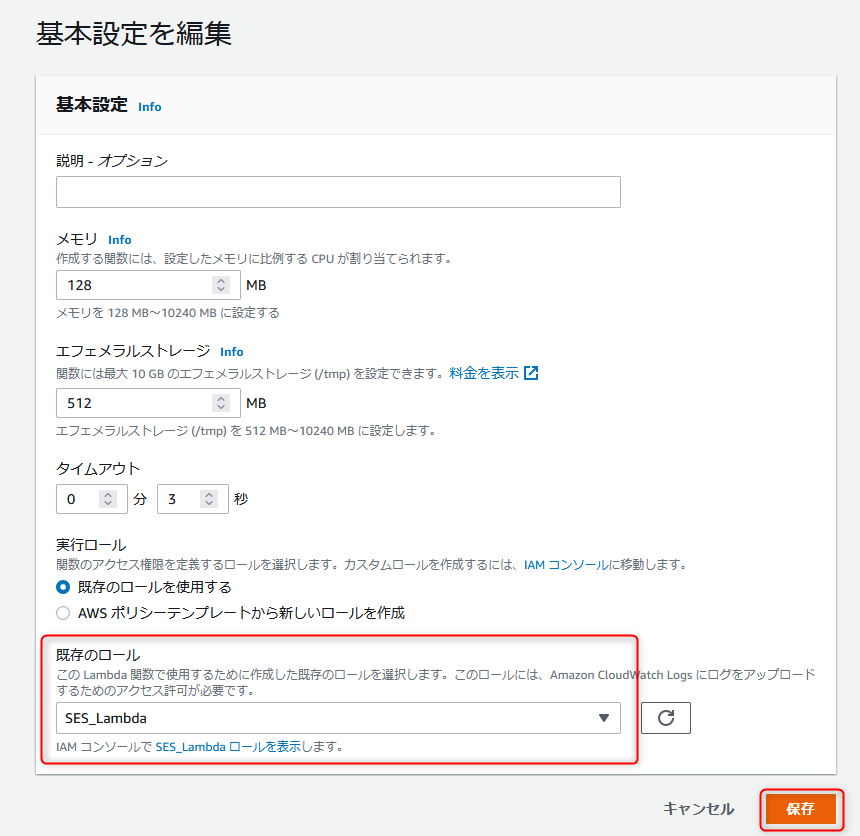 基本設定を編集
基本設定 Info
説明 - オプション
メモリ Info
作成する関数には、設定したメモリに比例する CPU が割り当てられます。
128 MB
メモリを 128 MB～10240 MB に設定する
エフェメラルストレージ Info
関数には最大 10 GB のエフェメラルストレージ (/tmp) を設定できます。料金を表示
512 MB
エフェメラルストレージ (/tmp) を 512 MB～10240 MB に設定します。
タイムアウト
0 分 3 秒
実行ロール
関数のアクセス権限を定義するロールを選択します。カスタムロールを作成するには、IAM コンソールに移動します。
既存のロールを使用する
AWS ポリシーテンプレートから新しいロールを作成
既存のロール
この Lambda 関数で使用するために作成した既存のロールを選択します。このロールには、Amazon CloudWatch Logs にログをアップロード
するためのアクセス許可が必要です。
SES_Lambda
IAM コンソールで SES_Lambda ロールを表示します。
キャンセル 保存